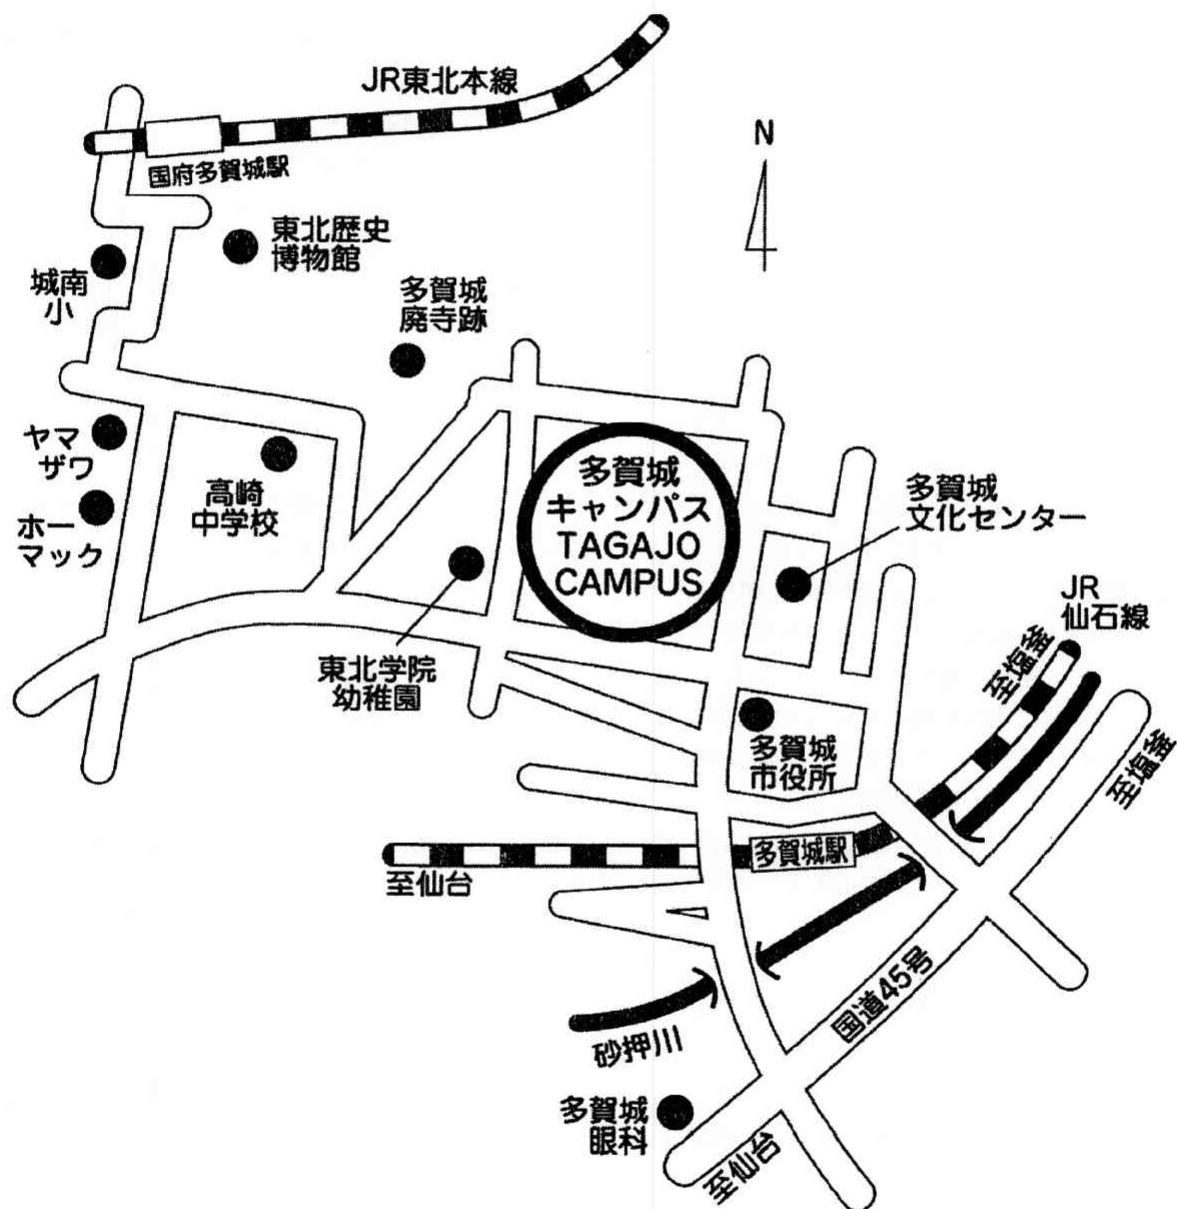 JR東北本線
国府多賀城駅
N
東北歴史
博物館
城南
小
多賀城
廃寺跡
ヤマ
ザワ
ホー
マック
高崎
中学校
多賀城
キャンパス
TAGAJO
CAMPUS
多賀城
文化センター
JR
仙石線
至塩釜
至塩釜
東北学院
幼稚園
多賀城
市役所
多賀城駅
至仙台
国道45号
砂押川
多賀城
眼科
至仙台